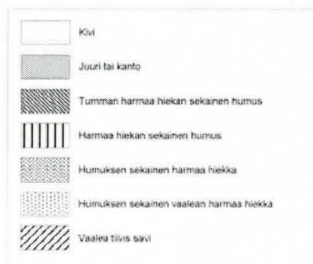 Kivi
Juuri tai kanto
Tumman harmaa hiekan sekainen humus
Harmaa hiekan sekainen humus
Humuksen sekainen harmaa hiekka
Humuksen sekainen vaalean harmaa hiekka
Vaalea tiivis savi